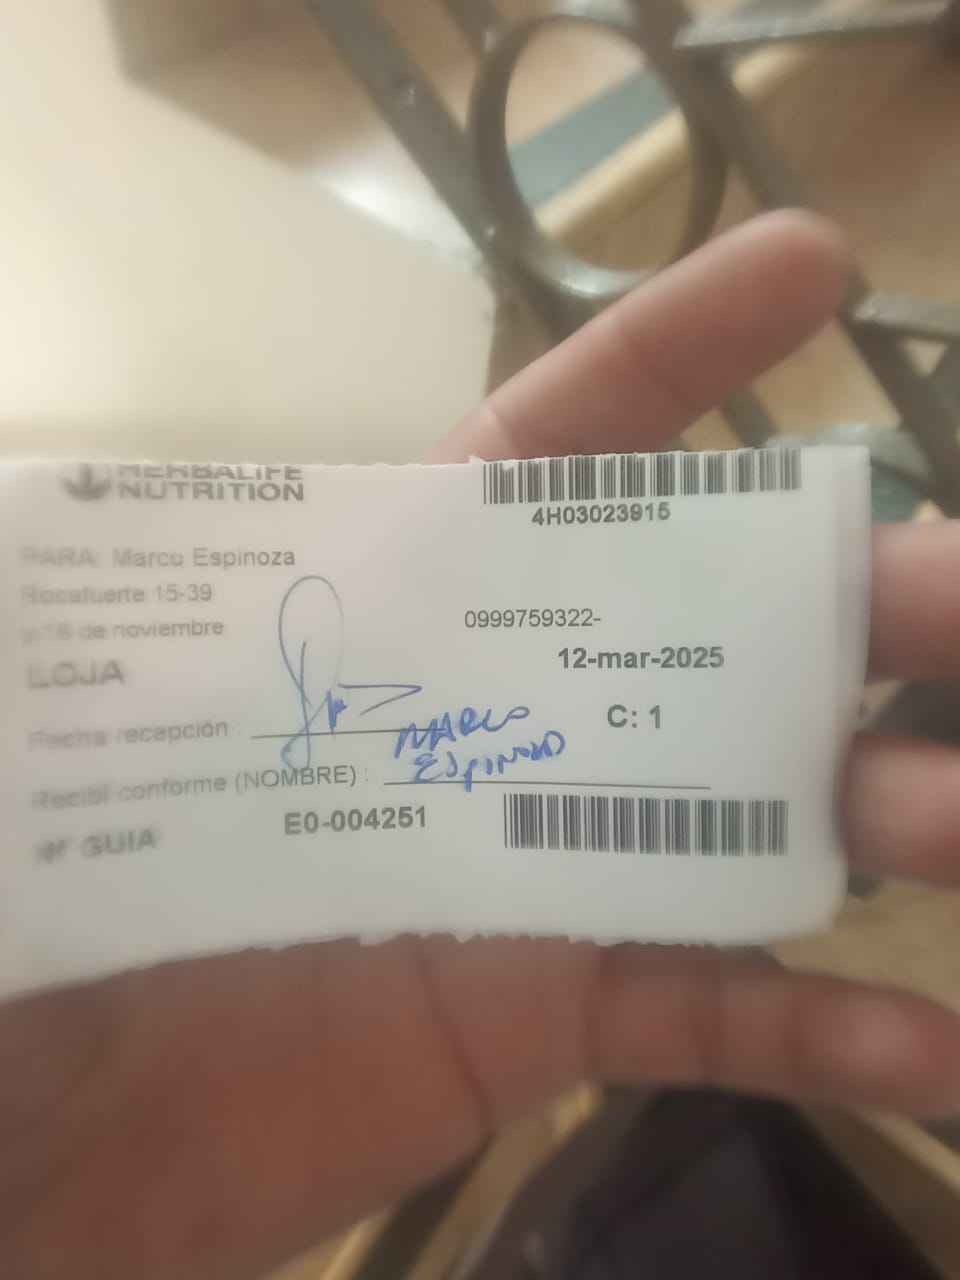 HERBALIFE
NUTRITION
4H03023915
PARA: Marco Espinoza
Rocafuerte 15-39
y 18 de noviembre
0999759322-
LOJA
12-mar-2025
Fecha recepción :
C: 1
Recibí conforme (NOMBRE) : MARCO
ESPINOZA
Nº GUIA E0-004251